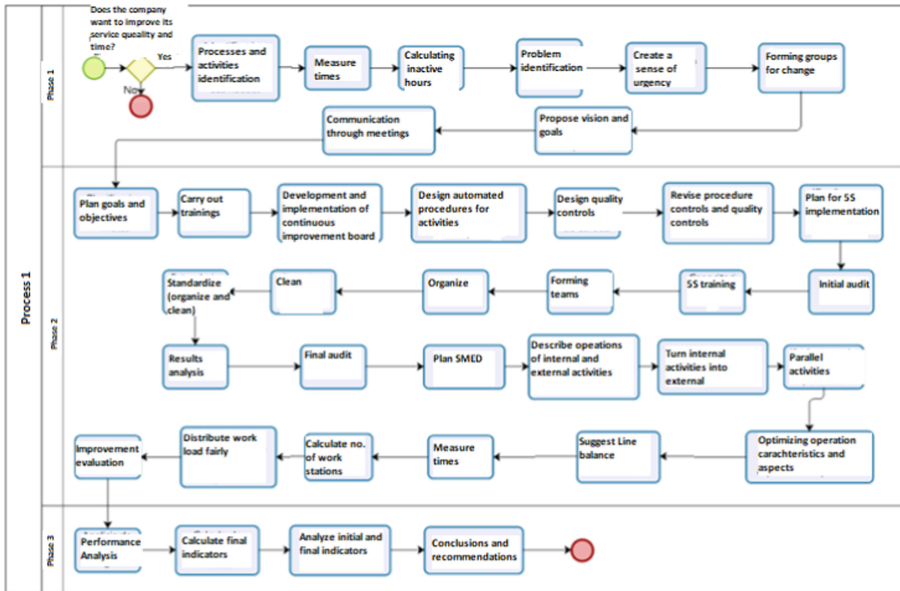 Does the company
want to improve its
service queality and
time?
Yes
No
Processes and
activities
identification
Measure
times
Calculating
inactive
hours
Problem
identification
Create a
sense of
urgency
Forming groups
for change
Communication
through meetings
Propose vision and
goals
Phase 1
Process 1
Phase 2
Plan goals and
objectives
Carry out
trainings
Development and
implementation of
continuous
improvement board
Design automated
procedures for
activities
Design quality
controls
Revise procedure
controls and quality
controls
Plan for 5S
implementation
Initial audit
5S training
Forming
teams
Organize
Clean
Standardize
(organize and
clean)
Results
analysis
Final audit
Plan SMED
Describe opeations
of internal and
external activities
Turn internal
activities into
external
Parallel
activities
Optimizing operation
carachteristics and
aspects
Suggest Line
balance
Measure
times
Calculate no.
of work
stations
Distribute work
load fairly
Improvement
evaluation
Phase 3
Performance
Analysis
Calculate final
indicators
Analyze initial and
final indicators
Conclusions and
recommendations